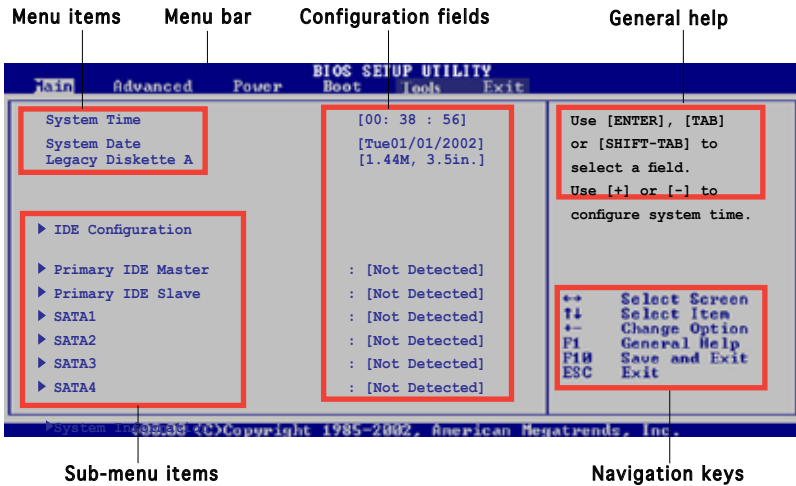 Menu items Menu bar Configuration fields General help
BIOS SETUP UTILITY
Main Advanced Power Boot Tools Exit
System Time [00: 38 : 56]
System Date [Tue01/01/2002]
Legacy Diskette A [1.44M, 3.5in.]
IDE Configuration
Primary IDE Master : [Not Detected]
Primary IDE Slave : [Not Detected]
SATA1 : [Not Detected]
SATA2 : [Not Detected]
SATA3 : [Not Detected]
SATA4 : [Not Detected]
System Information
Use [ENTER], [TAB]
or [SHIFT-TAB] to
select a field.
Use [+] or [-] to
configure system time.
←→ Select Screen
↑↓ Select Item
+- Change Option
F1 General Help
F10 Save and Exit
ESC Exit
(C)Copyright 1985-2002, American Megatrends, Inc.
Sub-menu items Navigation keys